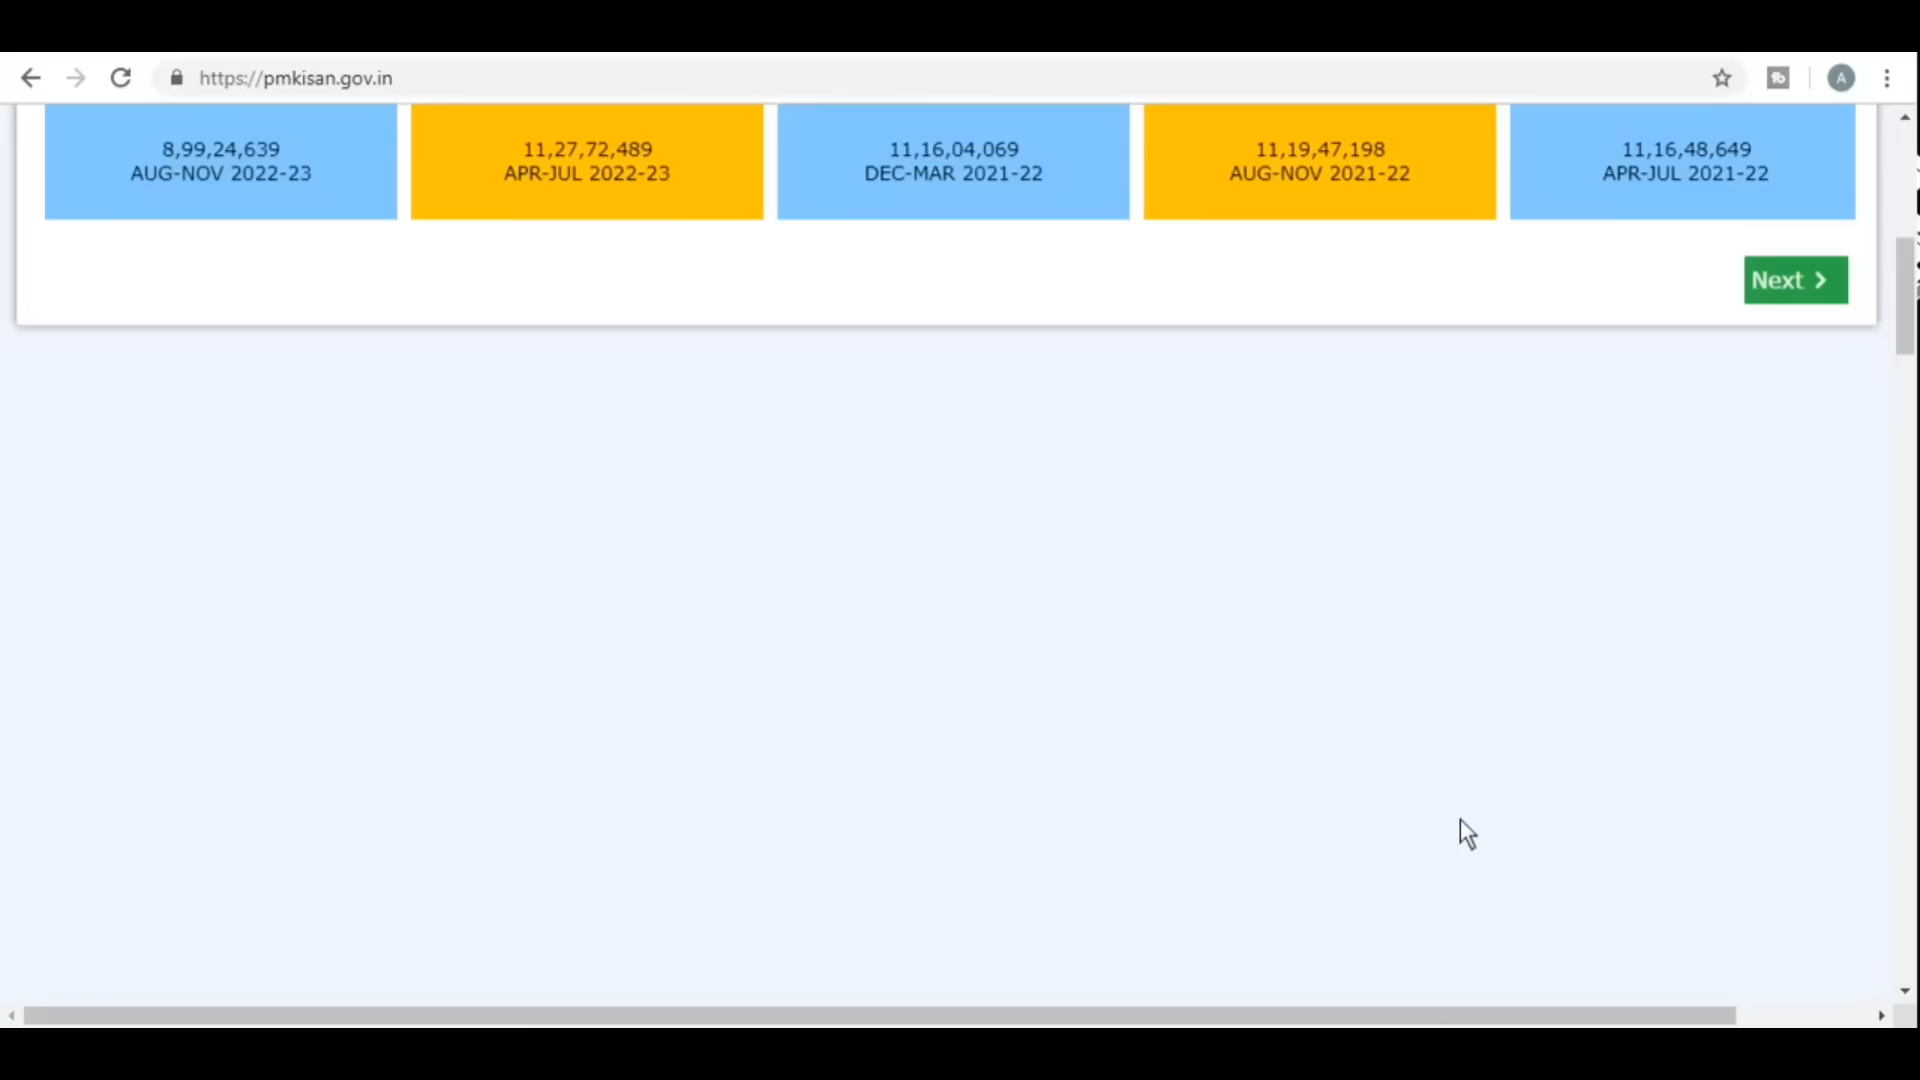 https://pmkisan.gov.in
A
8,99,24,639
AUG-NOV 2022-23
11,27,72,489
APR-JUL 2022-23
11,16,04,069
DEC-MAR 2021-22
11,19,47,198
AUG-NOV 2021-22
11,16,48,649
APR-JUL 2021-22
Next